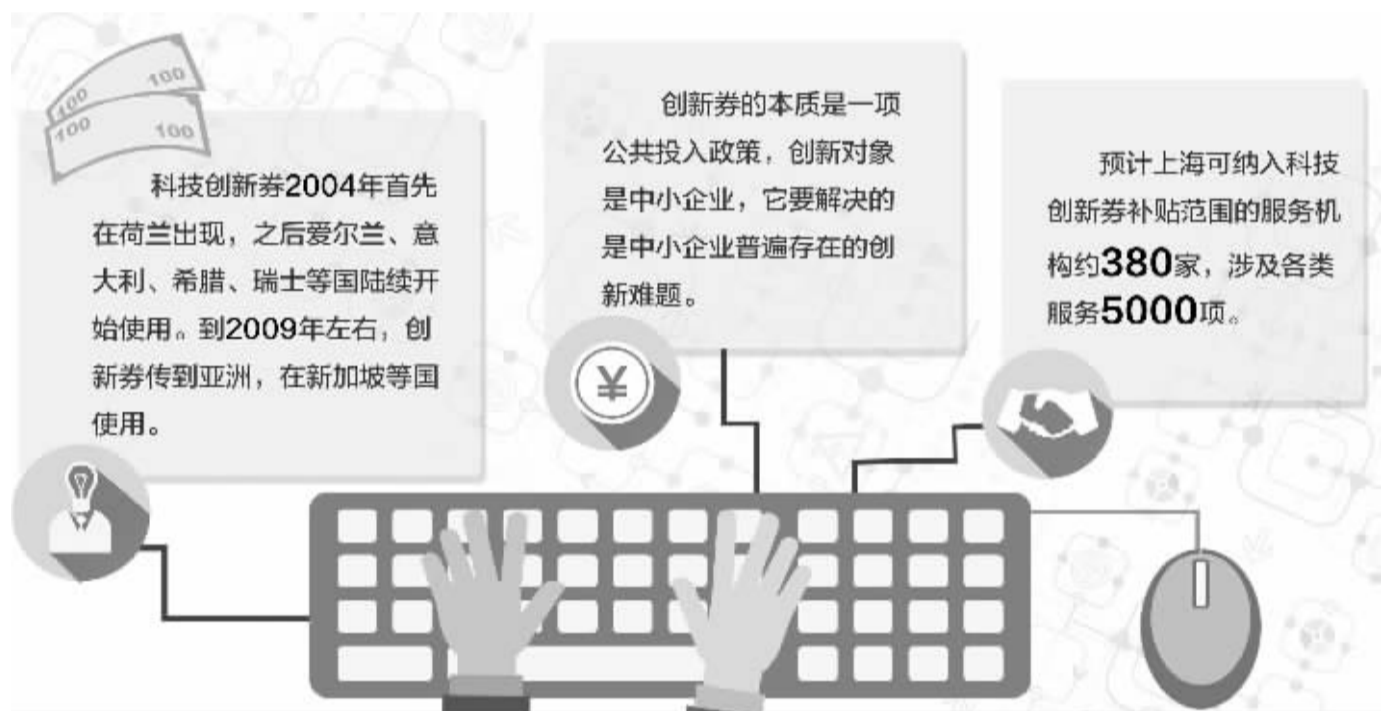 100
100
100
100
科技创新券2004年首先
在荷兰出现，之后爱尔兰、意
大利、希腊、瑞士等国陆续开
始使用。到2009年左右，创
新券传到亚洲，在新加坡等国
使用。
创新券的本质是一项
公共投入政策，创新对象
是中小企业，它要解决的
是中小企业普遍存在的创
新难题。
¥
预计上海可纳入科技
创新券补贴范围的服务机
构约380家，涉及各类
服务5000项。